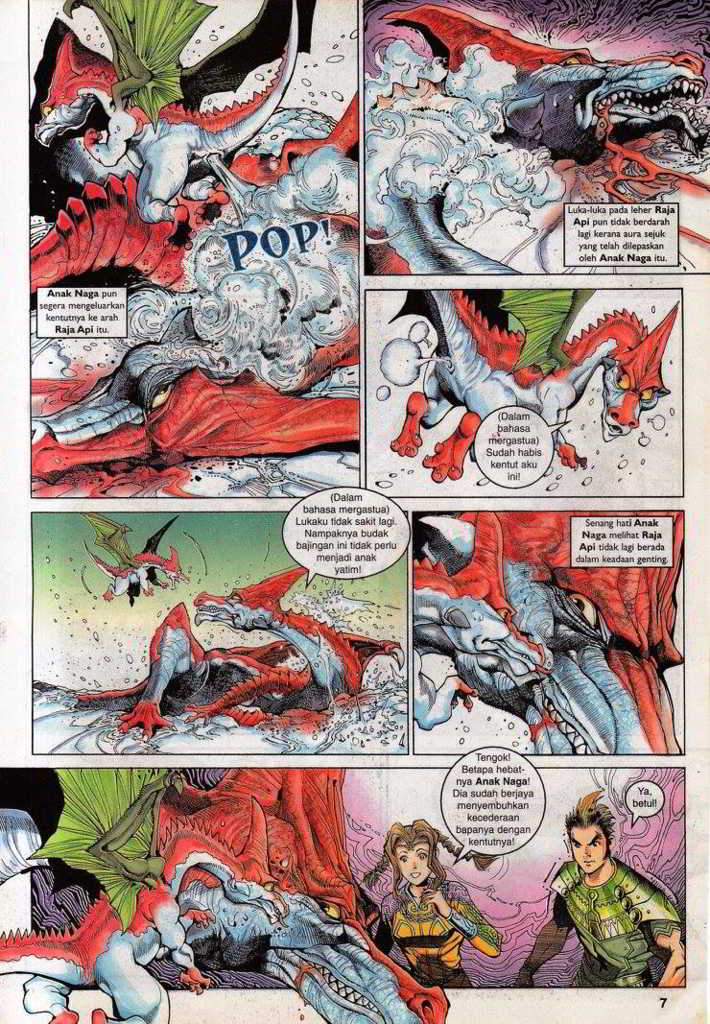 POP!
Anak Naga pun
segera mengeluarkan
kentutnya ke arah
Raja Api itu.
Luka-luka pada leher Raja
Api pun tidak berdarah
lagi kerana aura sejuk
yang telah dilepaskan
oleh Anak Naga itu.
(Dalam
bahasa
mergastua)
Sudah habis
kentut aku
ini!
(Dalam
bahasa mergastua)
Lukaku tidak sakit lagi.
Nampaknya budak
bajingan ini tidak perlu
menjadi anak
yatim!
Senang hati Anak
Naga melihat Raja
Api tidak lagi berada
dalam keadaan genting.
Tengok!
Betapa hebat-
nya Anak Naga!
Dia sudah berjaya
menyembuhkan
kecederaan
bapanya dengan
kentutnya!
Ya,
betul!
7